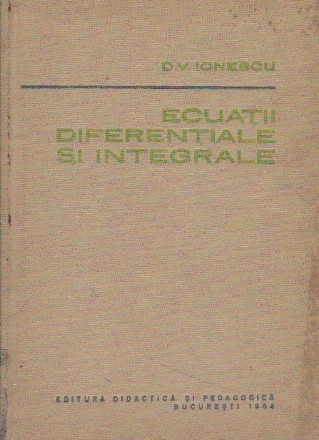 D.V. IONESCU
ECUAȚII
DIFERENȚIALE
ȘI INTEGRALE
EDITURA DIDACTICĂ ȘI PEDAGOGICĂ
BUCUREȘTI 1964